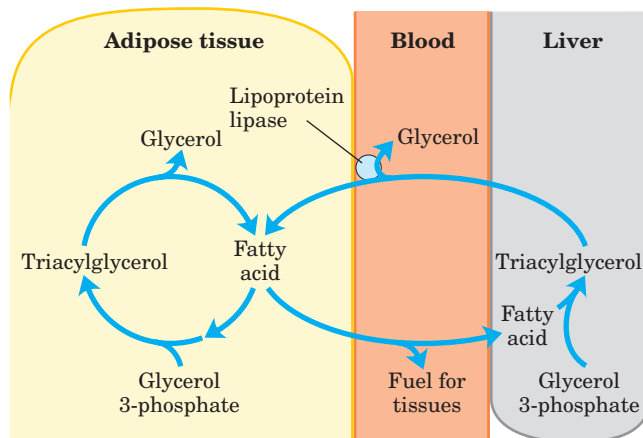 Adipose tissue
Blood
Liver
Lipoprotein
lipase
Glycerol
Glycerol
Triacylglycerol
Fatty
acid
Triacylglycerol
Fatty
acid
Glycerol
3-phosphate
Fuel for
tissues
Glycerol
3-phosphate